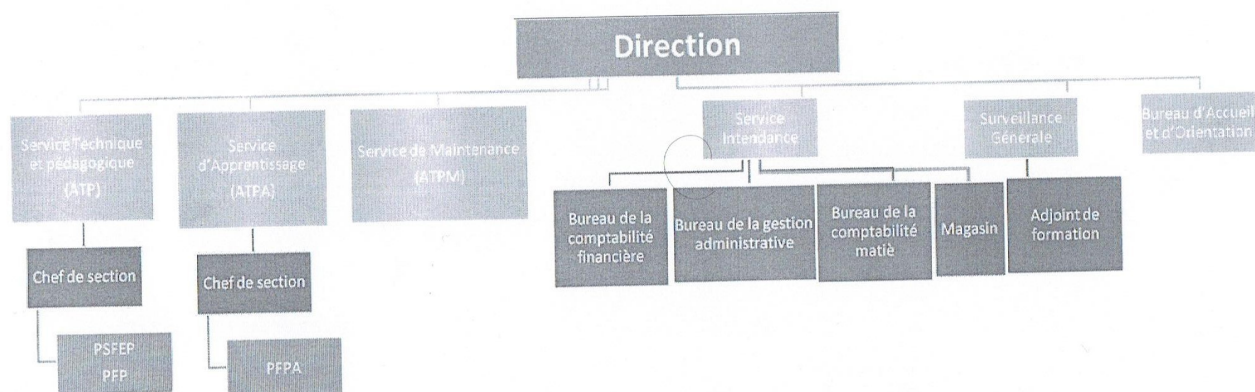 Direction
Service Technique
et pédagogique
(ATP)
Service
d'Apprentissage
(ATPA)
Service de Maintenance
(ATPM)
Service
Intendance
Surveillance
Génerale
Bureau d'Accueil
et d'Orientation
Chef de section
Chef de section
PSFEP
PFP
PFPA
Bureau de la
comptabilité
financière
Bureau de la gestion
administrative
Bureau de la
comptabilité
matiè
Magasin
Adjoint de
formation